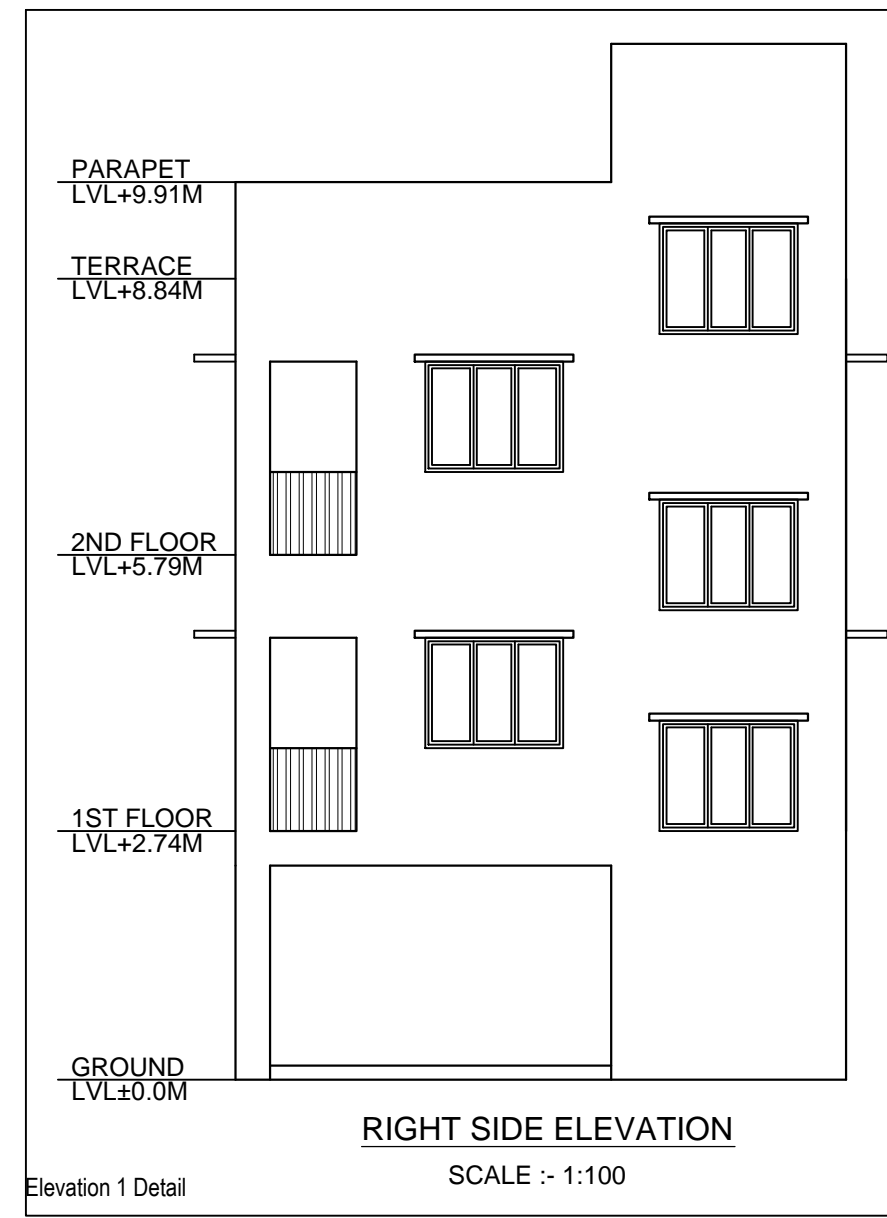 PARAPET
LVL+9.91M
TERRACE
LVL+8.84M
2ND FLOOR
LVL+5.79M
1ST FLOOR
LVL+2.74M
GROUND
LVL±0.0M
RIGHT SIDE ELEVATION
SCALE :- 1:100
Elevation 1 Detail